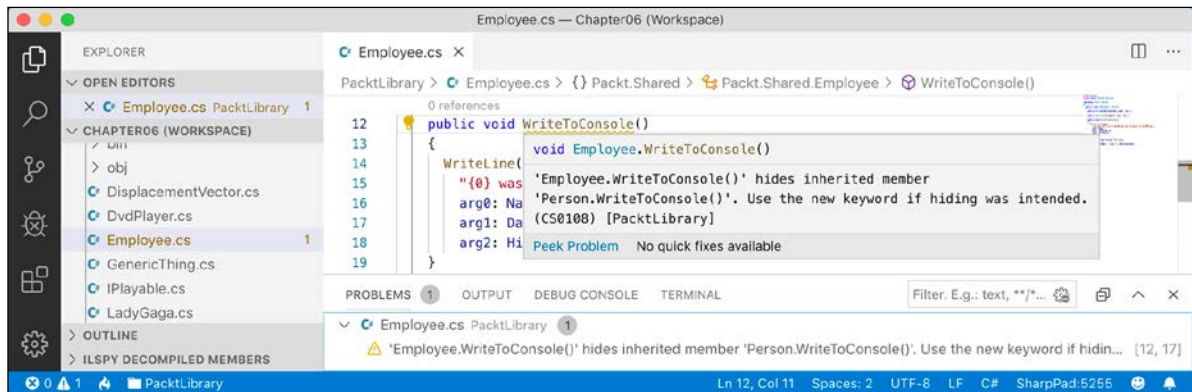 Employee.cs — Chapter06 (Workspace)
EXPLORER
OPEN EDITORS
Employee.cs PacktLibrary 1
CHAPTER06 (WORKSPACE)
obj
DisplacementVector.cs
DvdPlayer.cs
Employee.cs 1
GenericThing.cs
IPlayable.cs
LadyGaga.cs
OUTLINE
ILSPY DECOMPILED MEMBERS
Employee.cs
PacktLibrary > Employee.cs > {} Packt.Shared > Packt.Shared.Employee > WriteToConsole()
0 references
12 public void WriteToConsole()
13 {
14 WriteLine(
15 "{0} was
16 arg0: Na
17 arg1: Da
18 arg2: Hi
19 }
void Employee.WriteToConsole()
'Employee.WriteToConsole()' hides inherited member
'Person.WriteToConsole()'. Use the new keyword if hiding was intended.
(CS0108) [PacktLibrary]
Peek Problem No quick fixes available
PROBLEMS 1 OUTPUT DEBUG CONSOLE TERMINAL Filter. E.g.: text, **/*...
Employee.cs PacktLibrary 1
'Employee.WriteToConsole()' hides inherited member 'Person.WriteToConsole()'. Use the new keyword if hidin... [12, 17]
0 1 PacktLibrary Ln 12, Col 11 Spaces: 2 UTF-8 LF C# SharpPad:5255